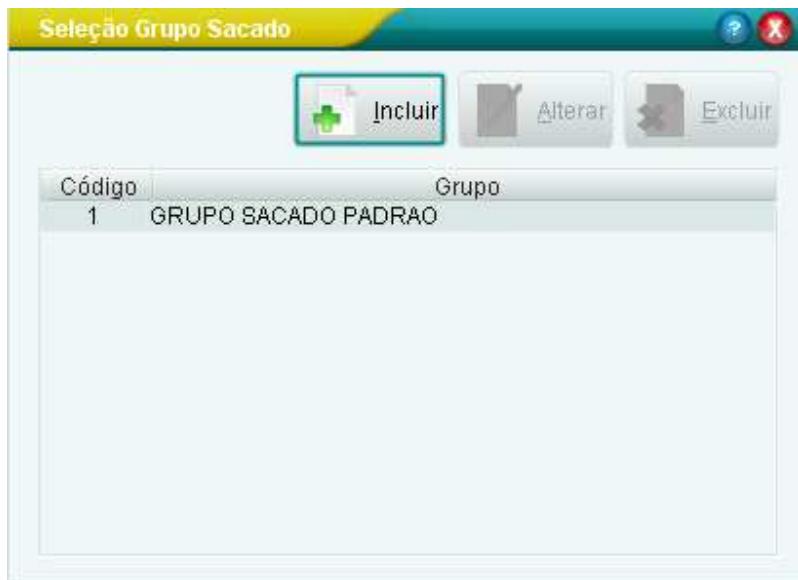 Seleção Grupo Sacado ? X
Incluir Alterar Excluir
Código Grupo
1 GRUPO SACADO PADRAO